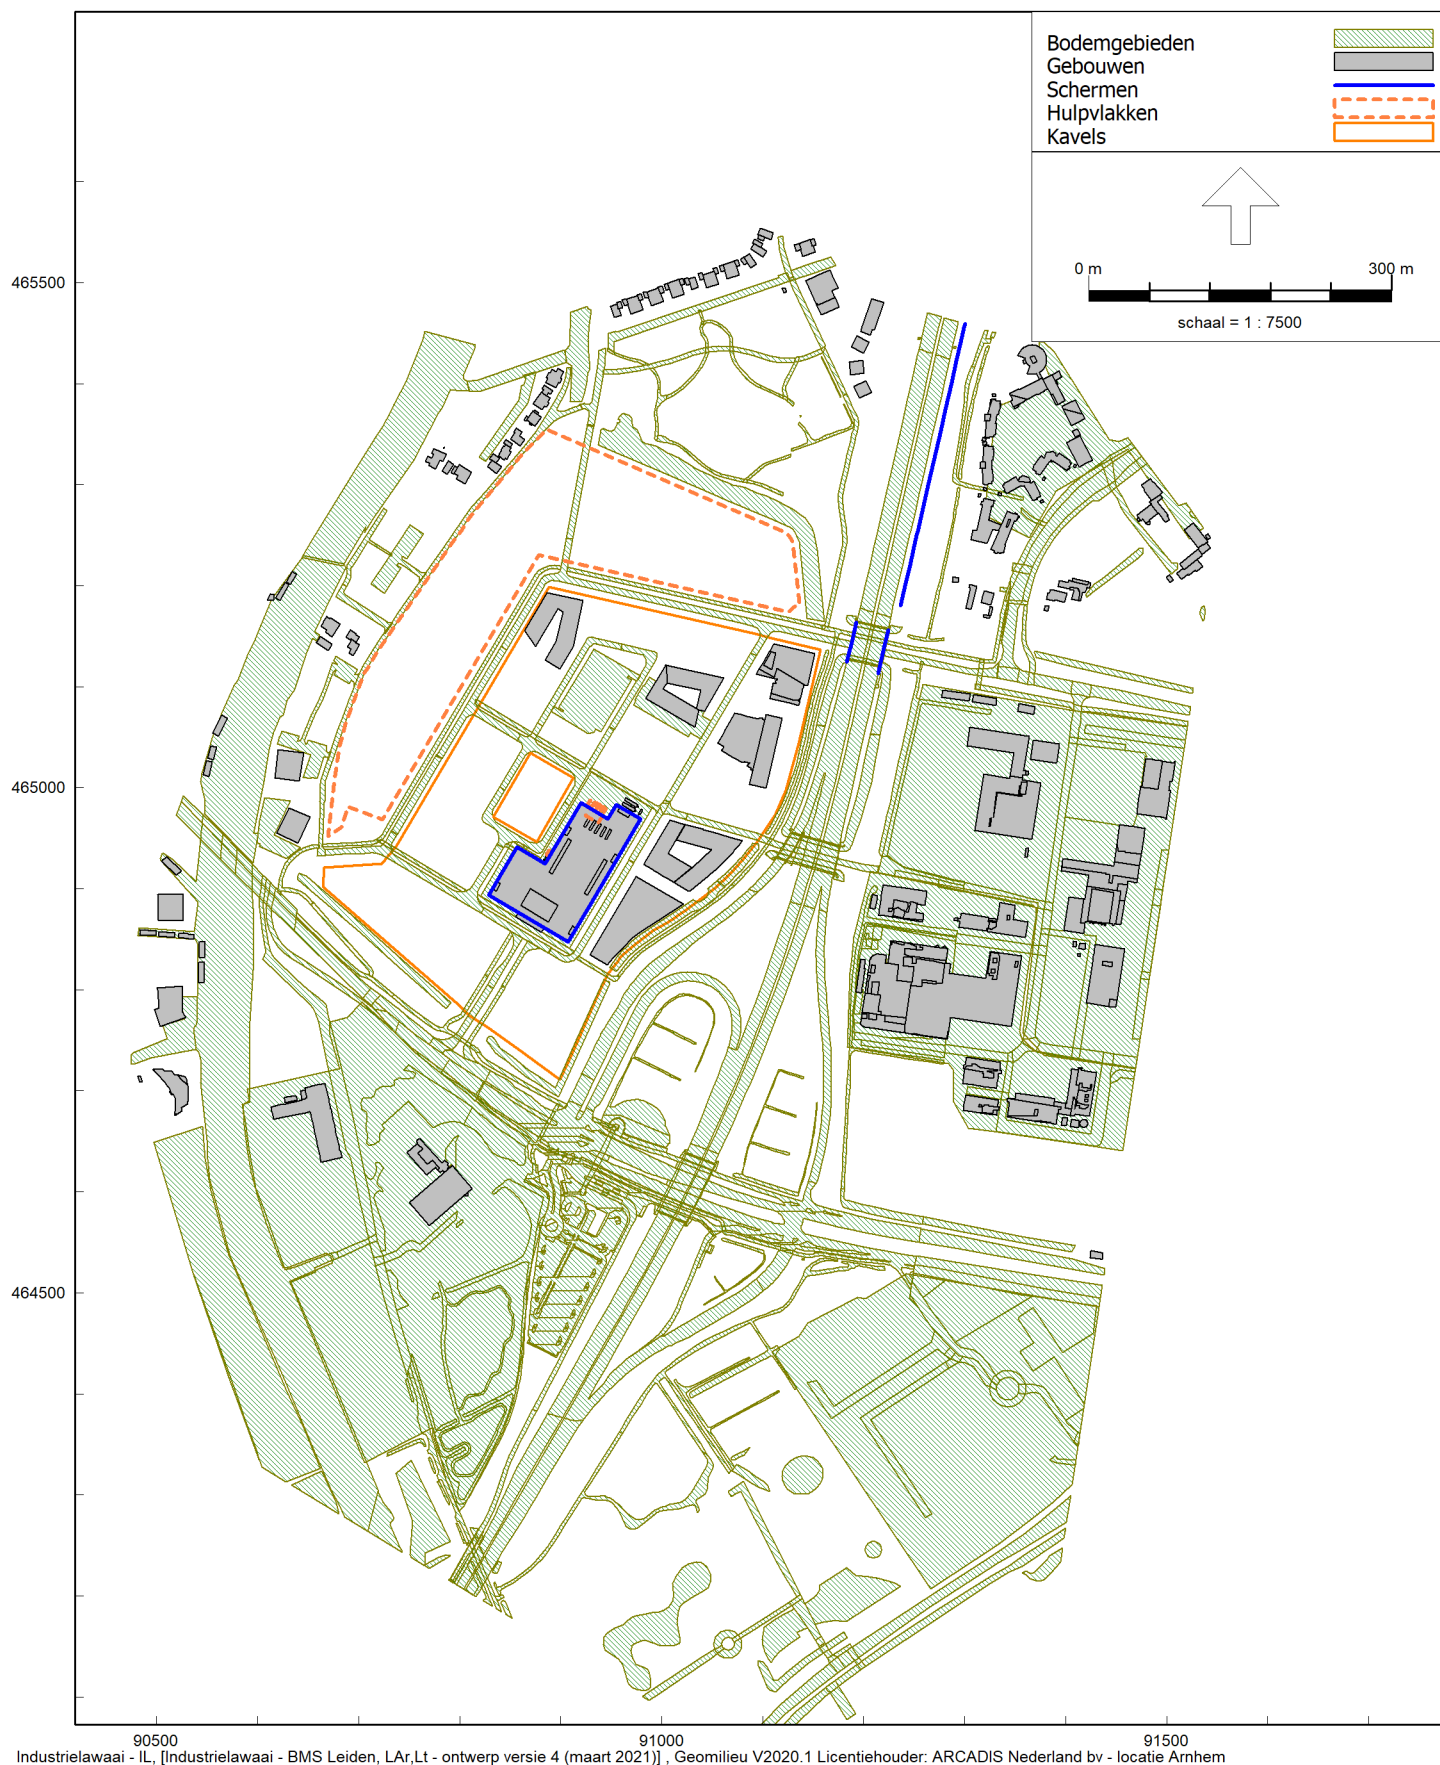 Bodemgebieden
Gebouwen
Schermen
Hulpvlakken
Kavels
0 m 300 m
schaal = 1 : 7500
465500
465000
464500
90500 91000 91500
Industrielawaai - IL, [Industrielawaai - BMS Leiden, LAr,Lt - ontwerp versie 4 (maart 2021)] , Geomilieu V2020.1 Licentiehouder: ARCADIS Nederland bv - locatie Arnhem